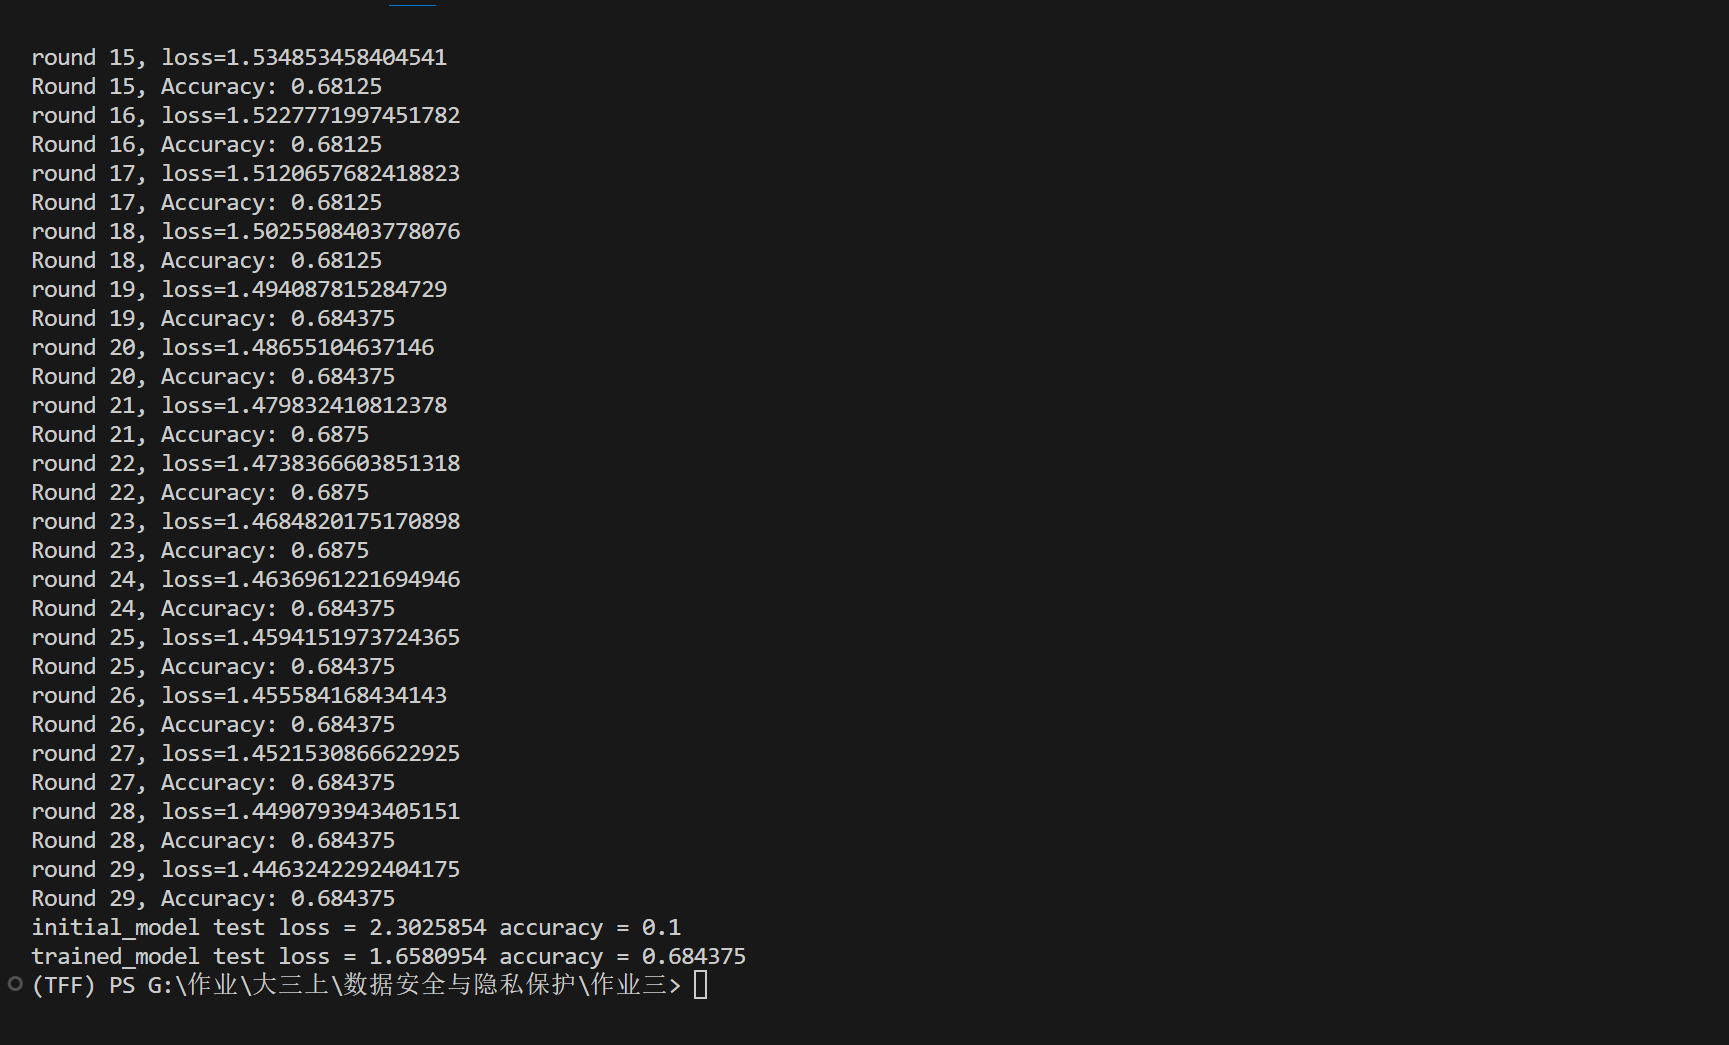 round 15, loss=1.534853458404541
Round 15, Accuracy: 0.68125
round 16, loss=1.5227771997451782
Round 16, Accuracy: 0.68125
round 17, loss=1.5120657682418823
Round 17, Accuracy: 0.68125
round 18, loss=1.5025508403778076
Round 18, Accuracy: 0.68125
round 19, loss=1.494087815284729
Round 19, Accuracy: 0.684375
round 20, loss=1.48655104637146
Round 20, Accuracy: 0.684375
round 21, loss=1.479832410812378
Round 21, Accuracy: 0.6875
round 22, loss=1.4738366603851318
Round 22, Accuracy: 0.6875
round 23, loss=1.4684820175170898
Round 23, Accuracy: 0.6875
round 24, loss=1.4636961221694946
Round 24, Accuracy: 0.684375
round 25, loss=1.4594151973724365
Round 25, Accuracy: 0.684375
round 26, loss=1.455584168434143
Round 26, Accuracy: 0.684375
round 27, loss=1.4521530866622925
Round 27, Accuracy: 0.684375
round 28, loss=1.4490793943405151
Round 28, Accuracy: 0.684375
round 29, loss=1.4463242292404175
Round 29, Accuracy: 0.684375
initial_model test loss = 2.3025854 accuracy = 0.1
trained_model test loss = 1.6580954 accuracy = 0.684375
(TFF) PS G:\作业\大三上\数据安全与隐私保护\作业三>